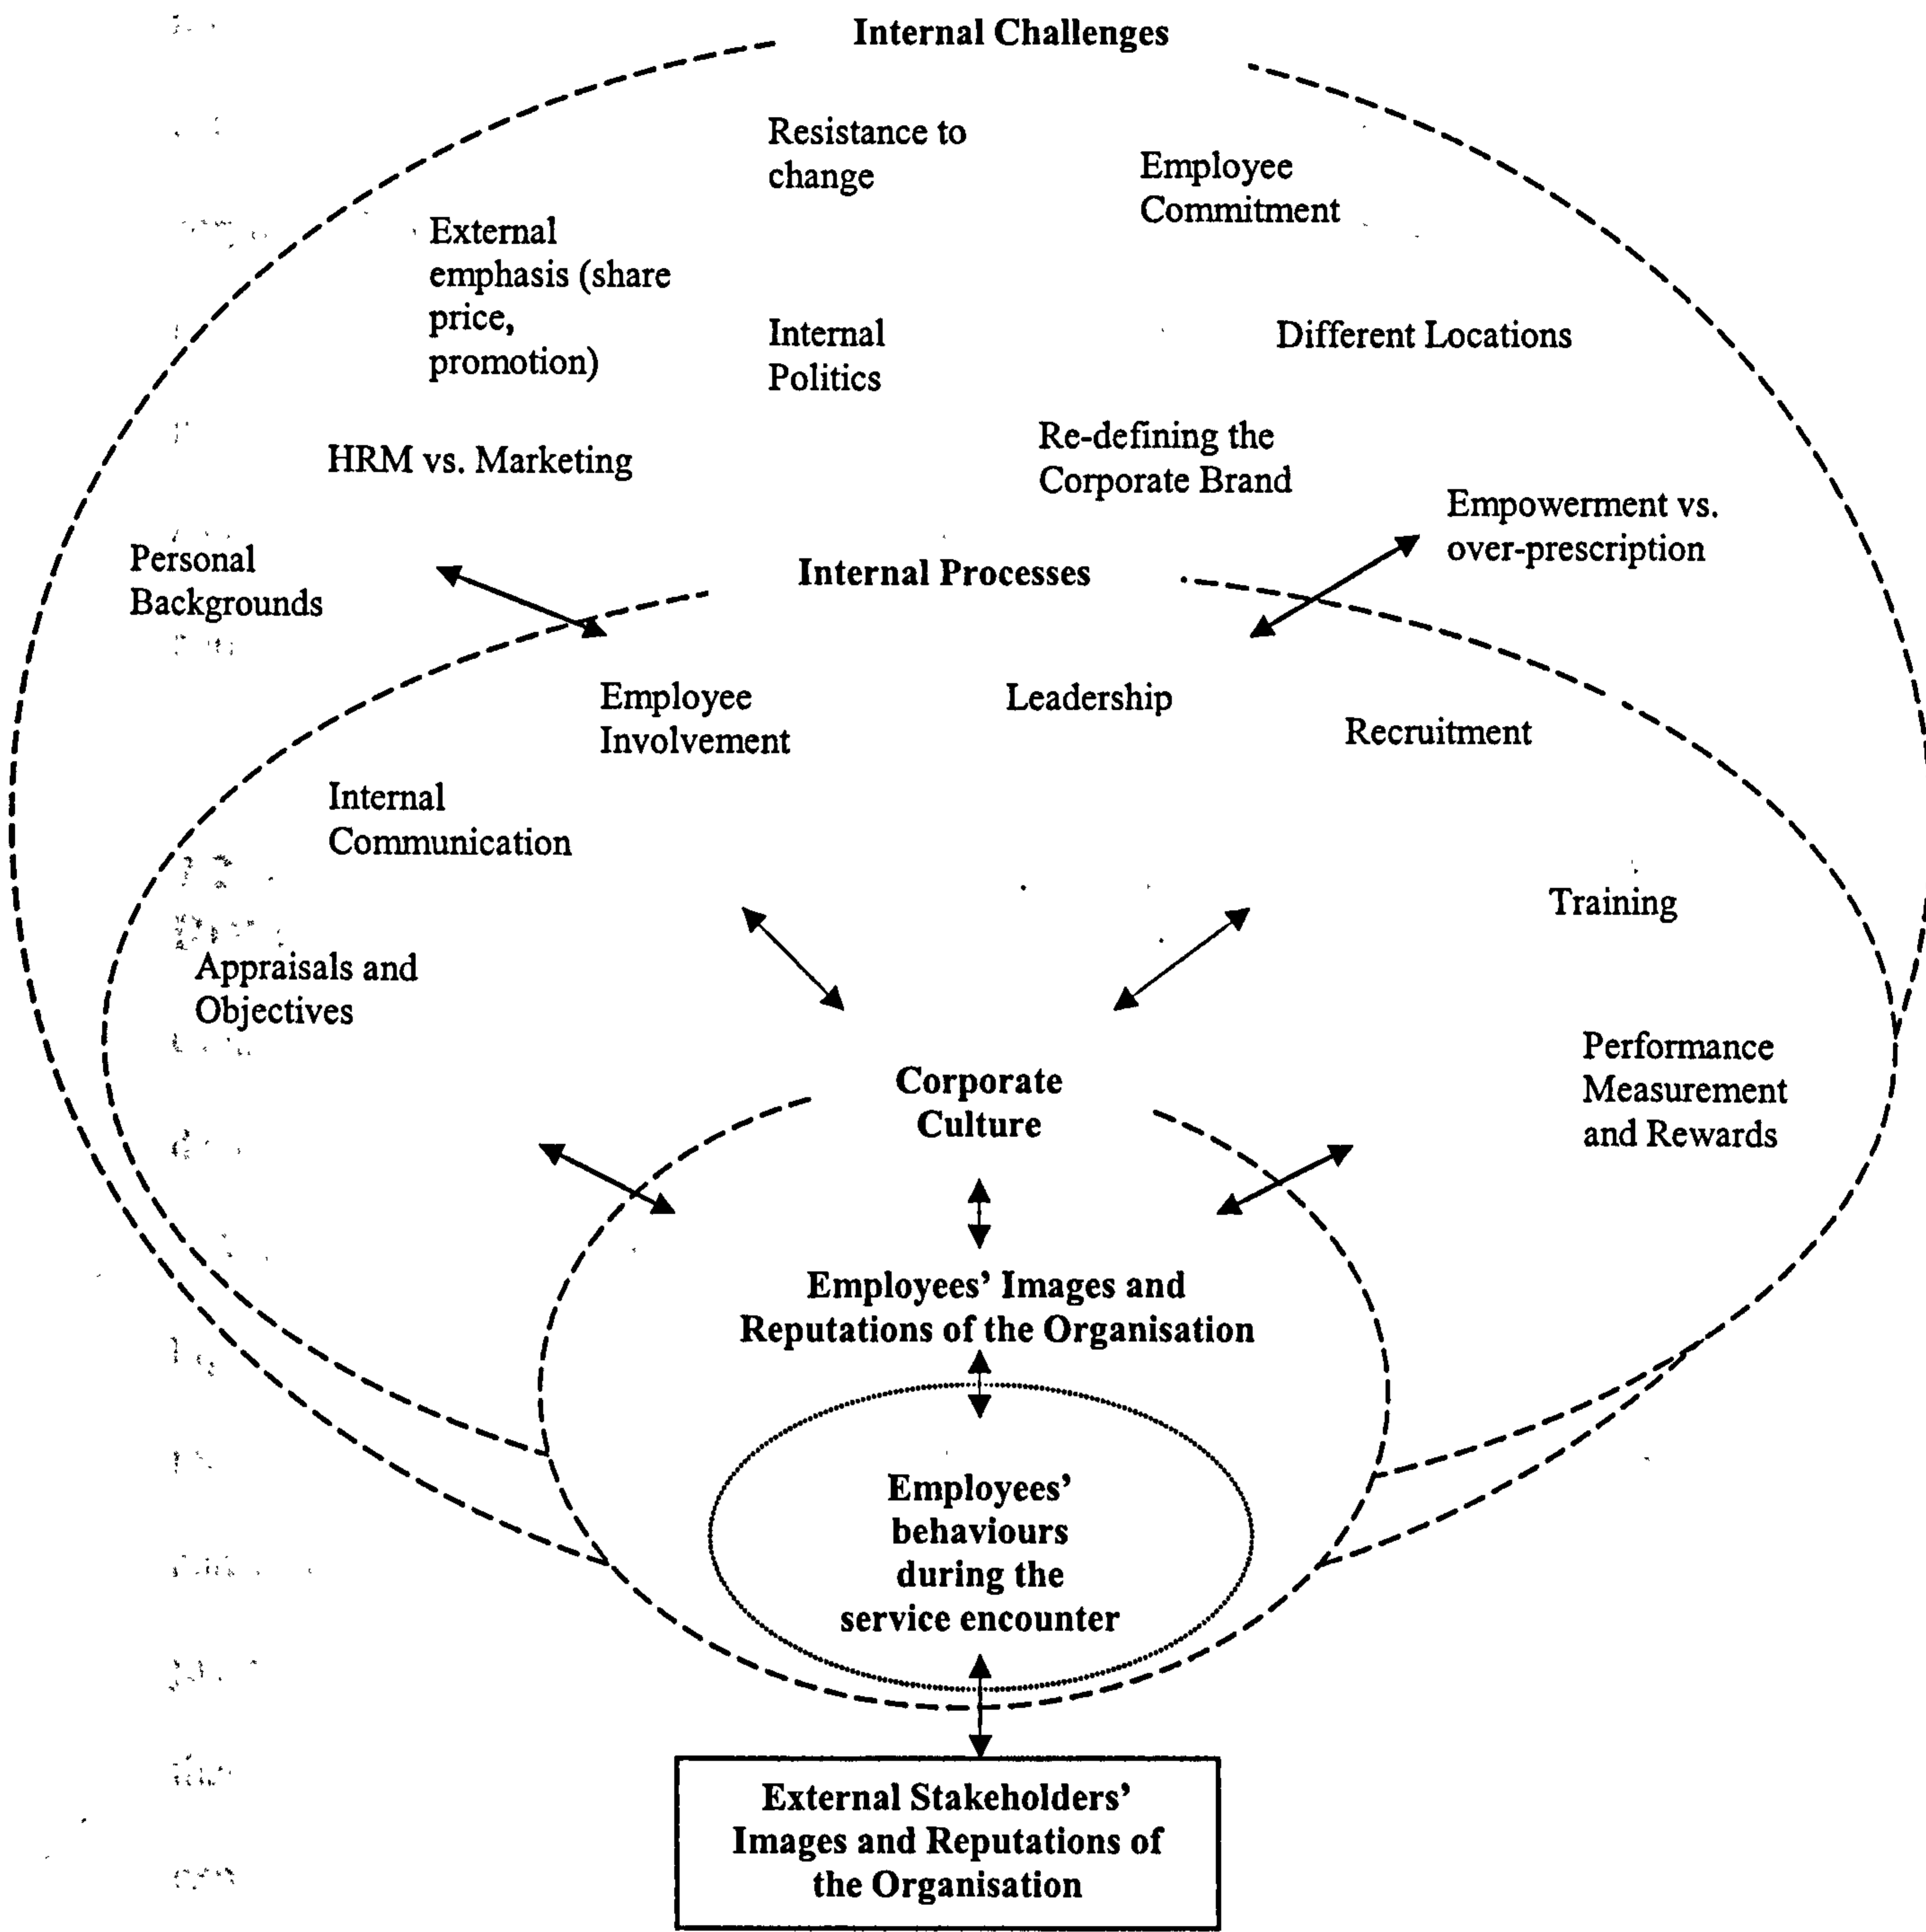 Internal Challenges
Resistance to
change
Employee
Commitment
External
emphasis (share
price,
promotion)
Internal
Politics
Different Locations
HRM vs. Marketing
Re-defining the
Corporate Brand
Empowerment vs.
over-prescription
Personal
Backgrounds
Internal Processes
Employee
Involvement
Leadership
Recruitment
Internal
Communication
Training
Appraisals and
Objectives
Performance
Measurement
and Rewards
Corporate
Culture
Employees’ Images and
Reputations of the Organisation
Employees’
behaviours
during the
service encounter
External Stakeholders’
Images and Reputations of
the Organisation